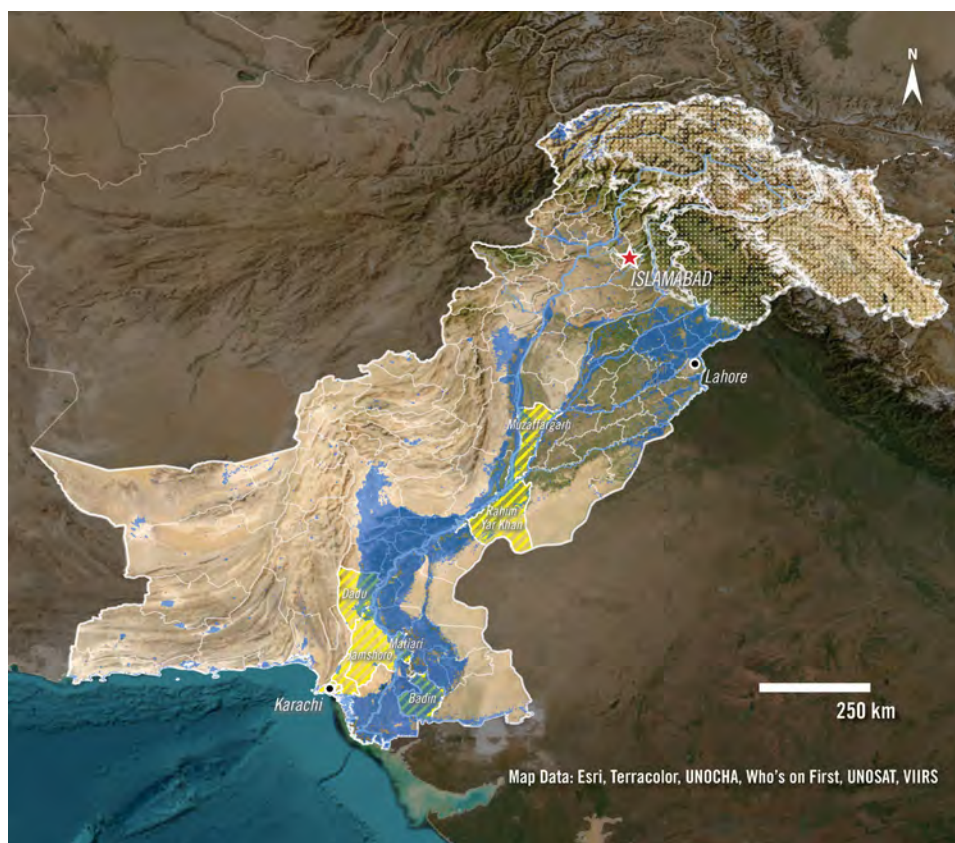 N
ISLAMABAD
Lahore
Muzaffargarh
Rahim
Yar Khan
Dadu
Matiari
Jamshoro
Badin
Karachi
250 km
Map Data: Esri, Terracolor, UNOCHA, Who's on First, UNOSAT, VIIRS